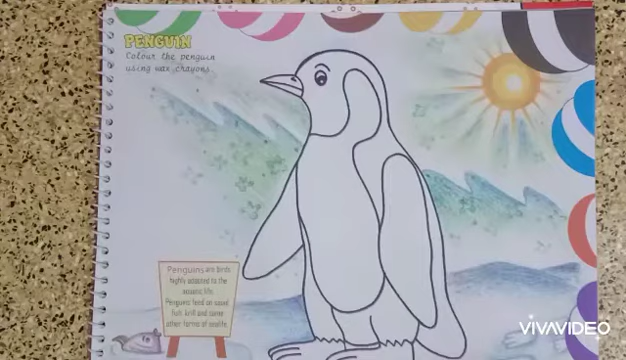 PENGUIN
Colour the penguin
using wax crayons.
Penguins are birds
highly adapted to the
aquatic life.
Penguins feed on squid
fish, krill and some
other forms of sealife.
VIVAVIDEO